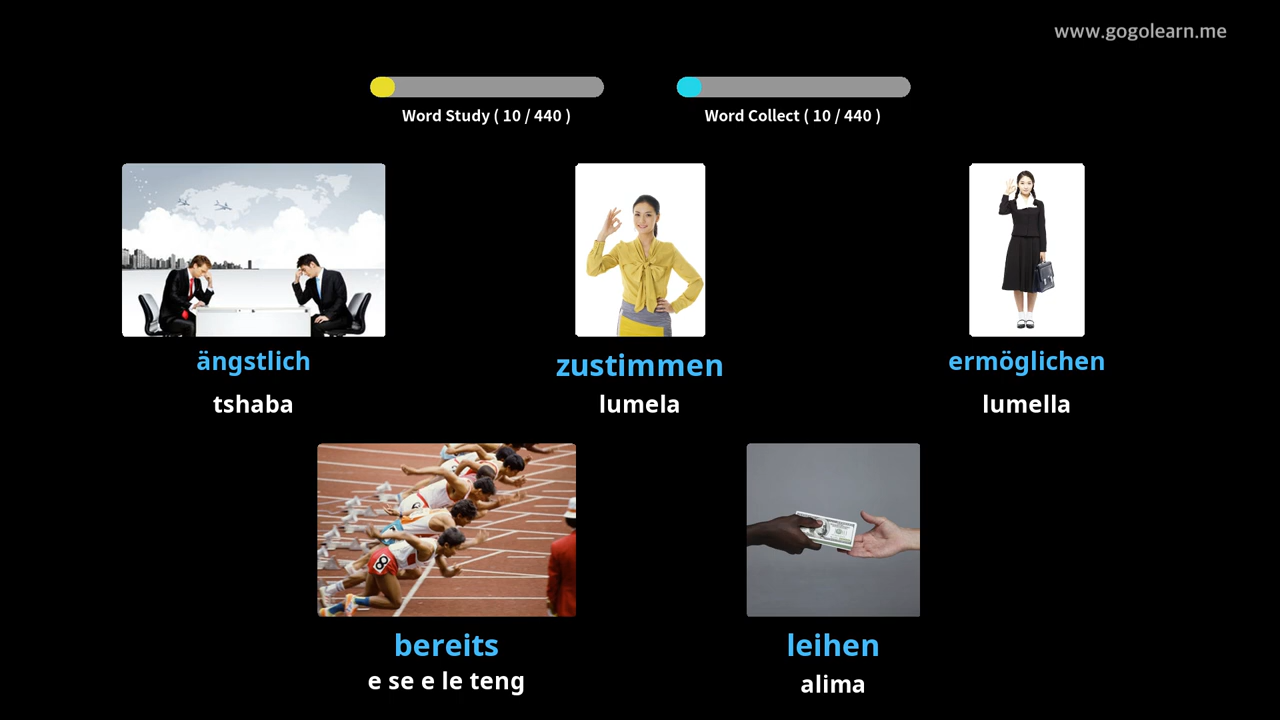 www.gogolearn.me
Word Study ( 10 / 440 )
Word Collect ( 10 / 440 )
ängstlich
tshaba
zustimmen
lumela
ermöglichen
lumella
bereits
e se e le teng
leihen
alima